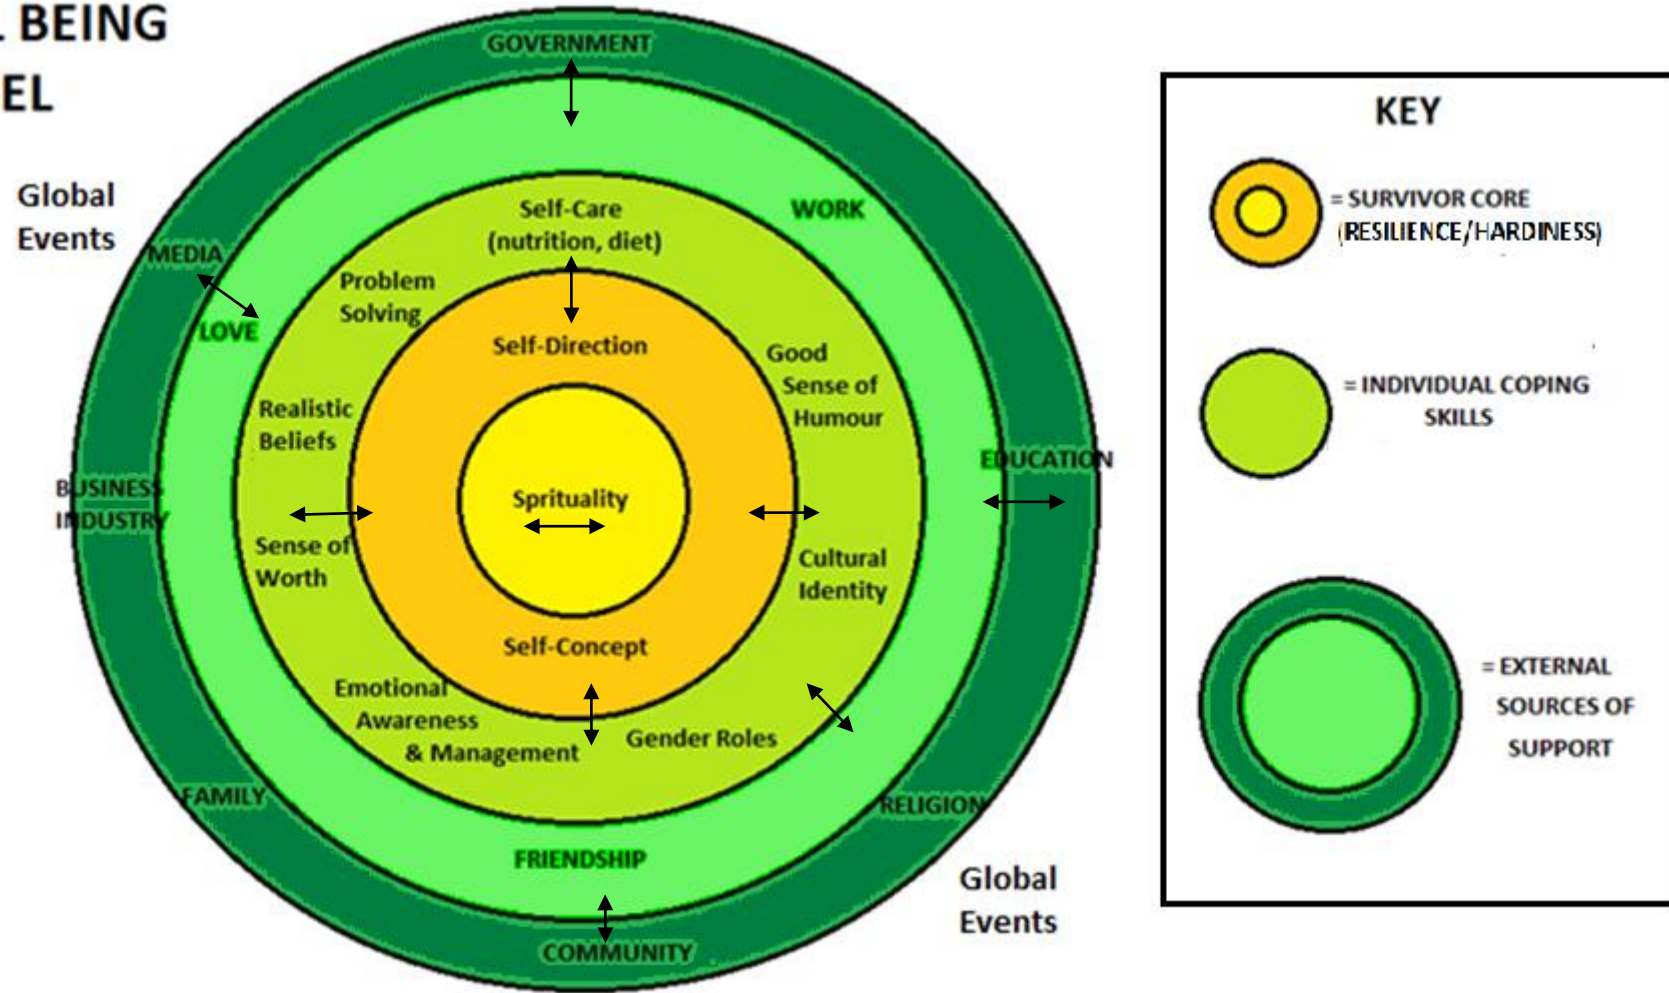 BEING
EL
Global
Events
GOVERNMENT
MEDIA
WORK
LOVE
Self-Care
(nutrition, diet)
Problem
Solving
Self-Direction
Good
Sense of
Humour
Realistic
Beliefs
EDUCATION
BUSINESS
INDUSTRY
Sprituality
Sense of
Worth
Cultural
Identity
Self-Concept
Emotional
Awareness
& Management
Gender Roles
FAMILY
RELIGION
FRIENDSHIP
COMMUNITY
Global
Events
KEY
= SURVIVOR CORE
(RESILIENCE/HARDINESS)
= INDIVIDUAL COPING
SKILLS
= EXTERNAL
SOURCES OF
SUPPORT